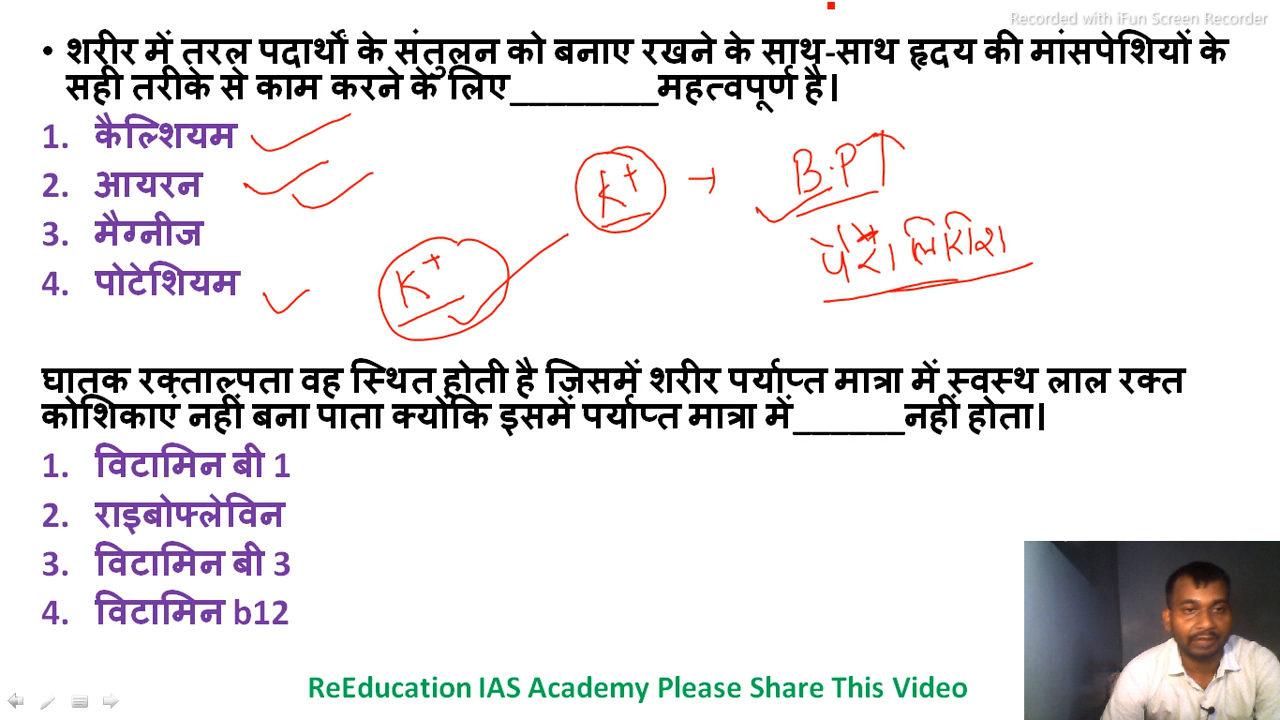 Recorded with iFun Screen Recorder
• शरीर में तरल पदार्थों के संतुलन को बनाए रखने के साथ-साथ हृदय की मांसपेशियों के
सही तरीके से काम करने के लिए________महत्वपूर्ण है।
1. कैल्शियम
2. आयरन
3. मैग्नीज
4. पोटेशियम
K+
K+ → B.P↑
घातक रक्ताल्पता वह स्थित होती है जिसमें शरीर पर्याप्त मात्रा में स्वस्थ लाल रक्त
कोशिकाएं नहीं बना पाता क्योंकि इसमें पर्याप्त मात्रा में______नहीं होता।
1. विटामिन बी 1
2. राइबोफ्लेविन
3. विटामिन बी 3
4. विटामिन b12
ReEducation IAS Academy Please Share This Video